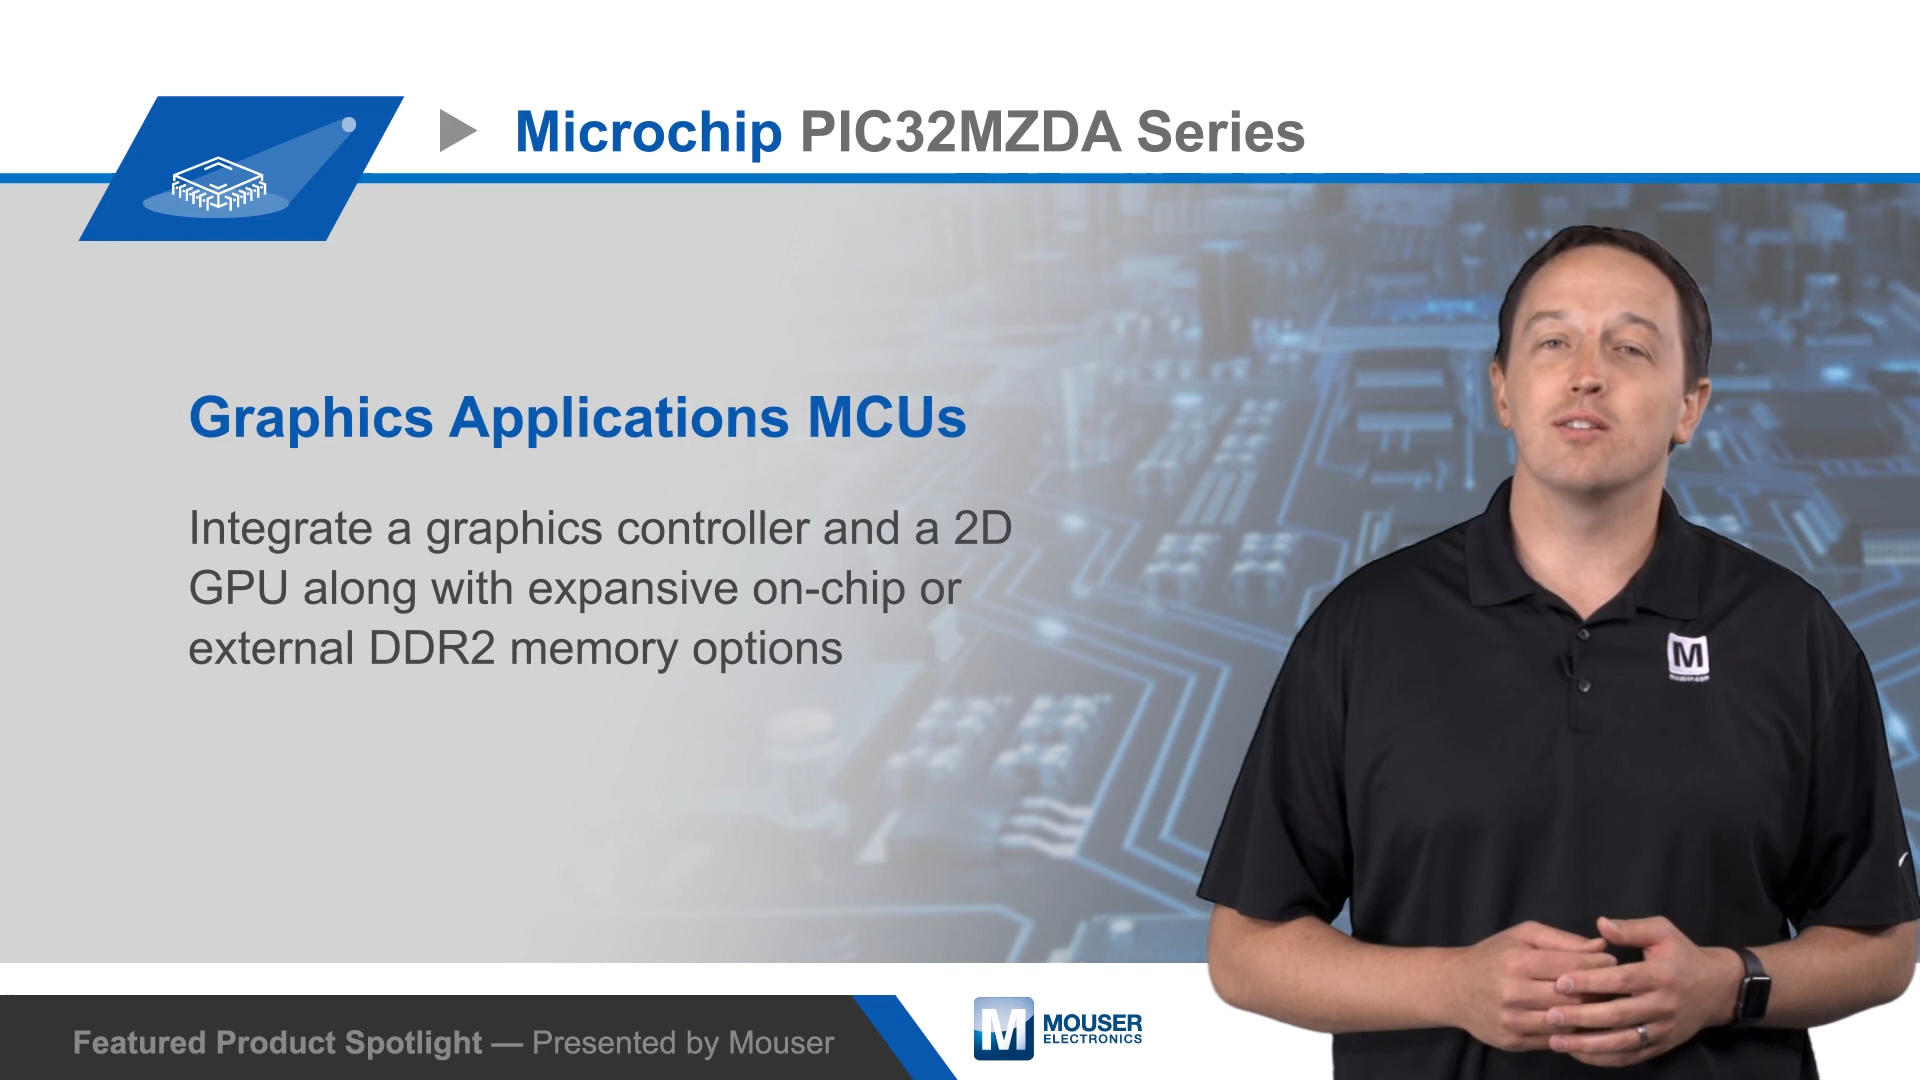 Microchip PIC32MZDA Series
Graphics Applications MCUs
Integrate a graphics controller and a 2D
GPU along with expansive on-chip or
external DDR2 memory options
M
Featured Product Spotlight — Presented by Mouser
M MOUSER
ELECTRONICS